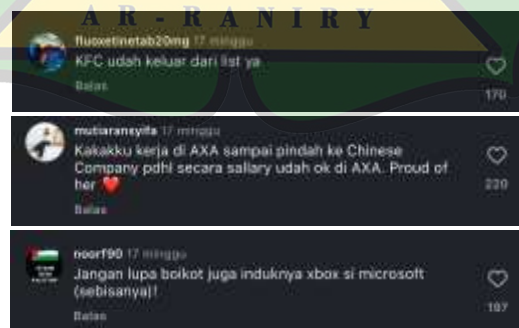 AR-RANIRY
fluoxetinetab20mg 17 minggu
KFC udah keluar dari list ya
Balas
170
mutiaransyifa 17 minggu
Kakakku kerja di AXA sampai pindah ke Chinese
Company pdhl secara sallary udah ok di AXA. Proud of
her ❤️
220
Balas
noorf90 17 minggu
Jangan lupa boikot juga induknya xbox si microsoft
(sebisanya)!
197
Balas